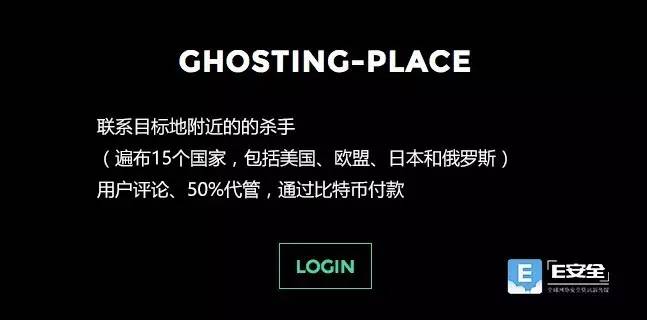 GHOSTING-PLACE
联系目标地附近的的杀手
（遍布15个国家，包括美国、欧盟、日本和俄罗斯）
用户评论、50%代管，通过比特币付款
LOGIN
E
E安全